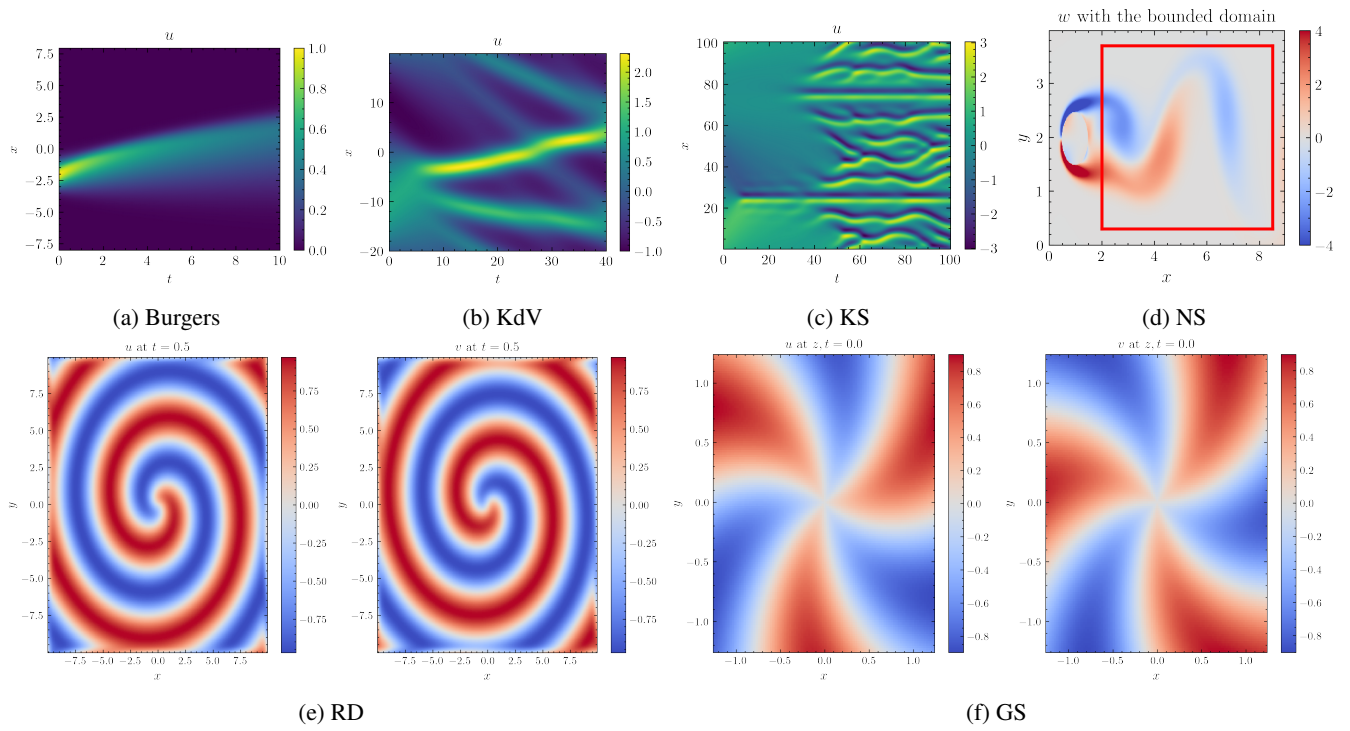 u
7.5
5.0
2.5
0.0
−2.5
−5.0
−7.5
x
0 2 4 6 8 10
t
1.0
0.8
0.6
0.4
0.2
0.0
(a) Burgers
u
10
0
−10
−20
x
0 10 20 30 40
t
2.0
1.5
1.0
0.5
0.0
−0.5
−1.0
(b) KdV
u
100
80
60
40
20
x
0 20 40 60 80 100
t
3
2
1
0
−1
−2
−3
(c) KS
w with the bounded domain
3
2
1
0
y
0 2 4 6 8
x
4
2
0
−2
−4
(d) NS
u at t = 0.5
7.5
5.0
2.5
0.0
−2.5
−5.0
−7.5
y
−7.5 −5.0 −2.5 0.0 2.5 5.0 7.5
x
0.75
0.50
0.25
0.00
−0.25
−0.50
−0.75
v at t = 0.5
7.5
5.0
2.5
0.0
−2.5
−5.0
−7.5
y
−7.5 −5.0 −2.5 0.0 2.5 5.0 7.5
x
0.75
0.50
0.25
0.00
−0.25
−0.50
−0.75
(e) RD
u at z, t = 0.0
1.0
0.5
0.0
−0.5
−1.0
y
−1.0 −0.5 0.0 0.5 1.0
x
0.8
0.6
0.4
0.2
0.0
−0.2
−0.4
−0.6
−0.8
v at z, t = 0.0
1.0
0.5
0.0
−0.5
−1.0
y
−1.0 −0.5 0.0 0.5 1.0
x
0.8
0.6
0.4
0.2
0.0
−0.2
−0.4
−0.6
−0.8
(f) GS